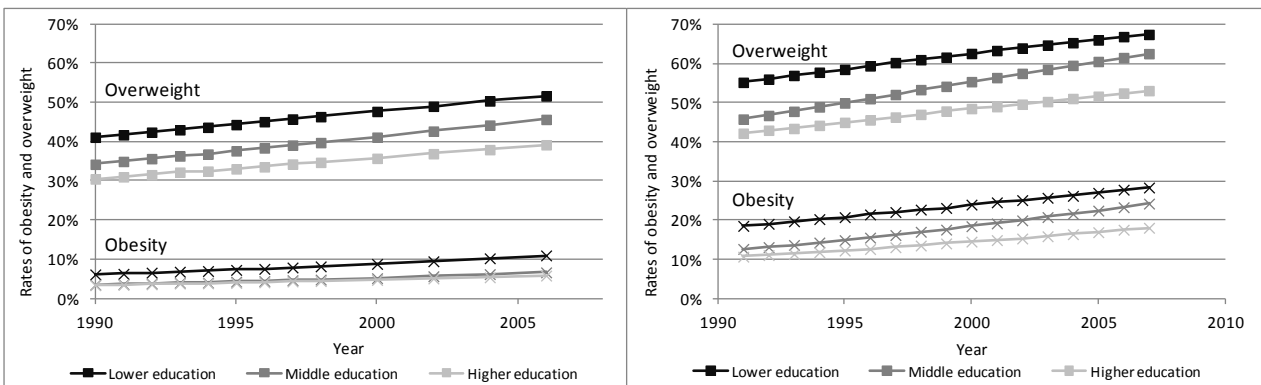 Rates of obesity and overweight
70%
60%
50%
40%
30%
20%
10%
0%
Overweight
Obesity
1990 1995 2000 2005
Year
Lower education Middle education Higher education
Rates of obesity and overweight
70%
60%
50%
40%
30%
20%
10%
0%
Overweight
Obesity
1990 1995 2000 2005 2010
Year
Lower education Middle education Higher education